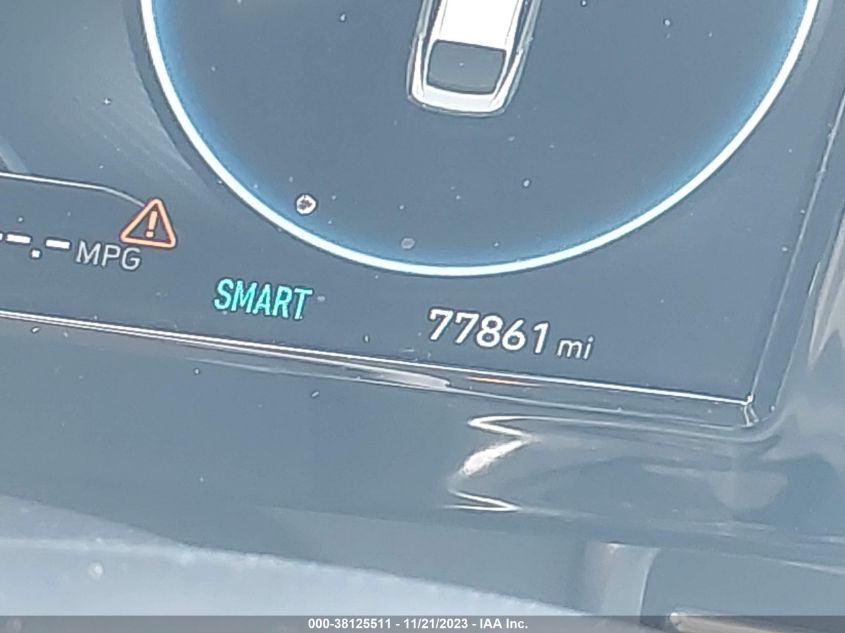 --.- MPG
SMART
77861 mi
000-38125511 - 11/21/2023 - IAA Inc.